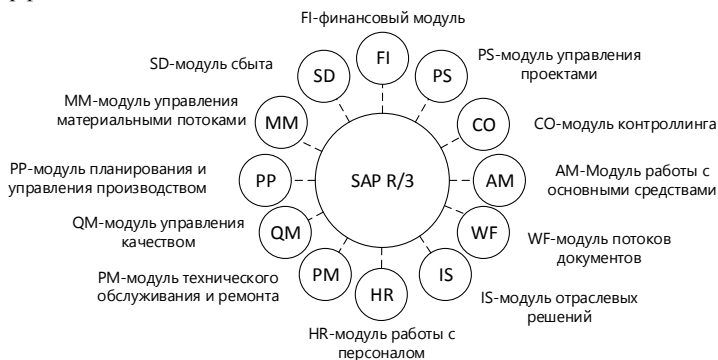 FI-финансовый модуль
FI
SD-модуль сбыта
SD
PS
PS-модуль управления
проектами
MM-модуль управления
материальными потоками
MM
CO
CO-модуль контроллинга
PP-модуль планирования и
управления производством
PP
SAP R/3
AM
AM-Модуль работы с
основными средствами
QM-модуль управления
качеством
QM
WF
WF-модуль потоков
документов
PM-модуль технического
обслуживания и ремонта
PM
HR
IS
IS-модуль отраслевых
решений
HR-модуль работы с
персоналом